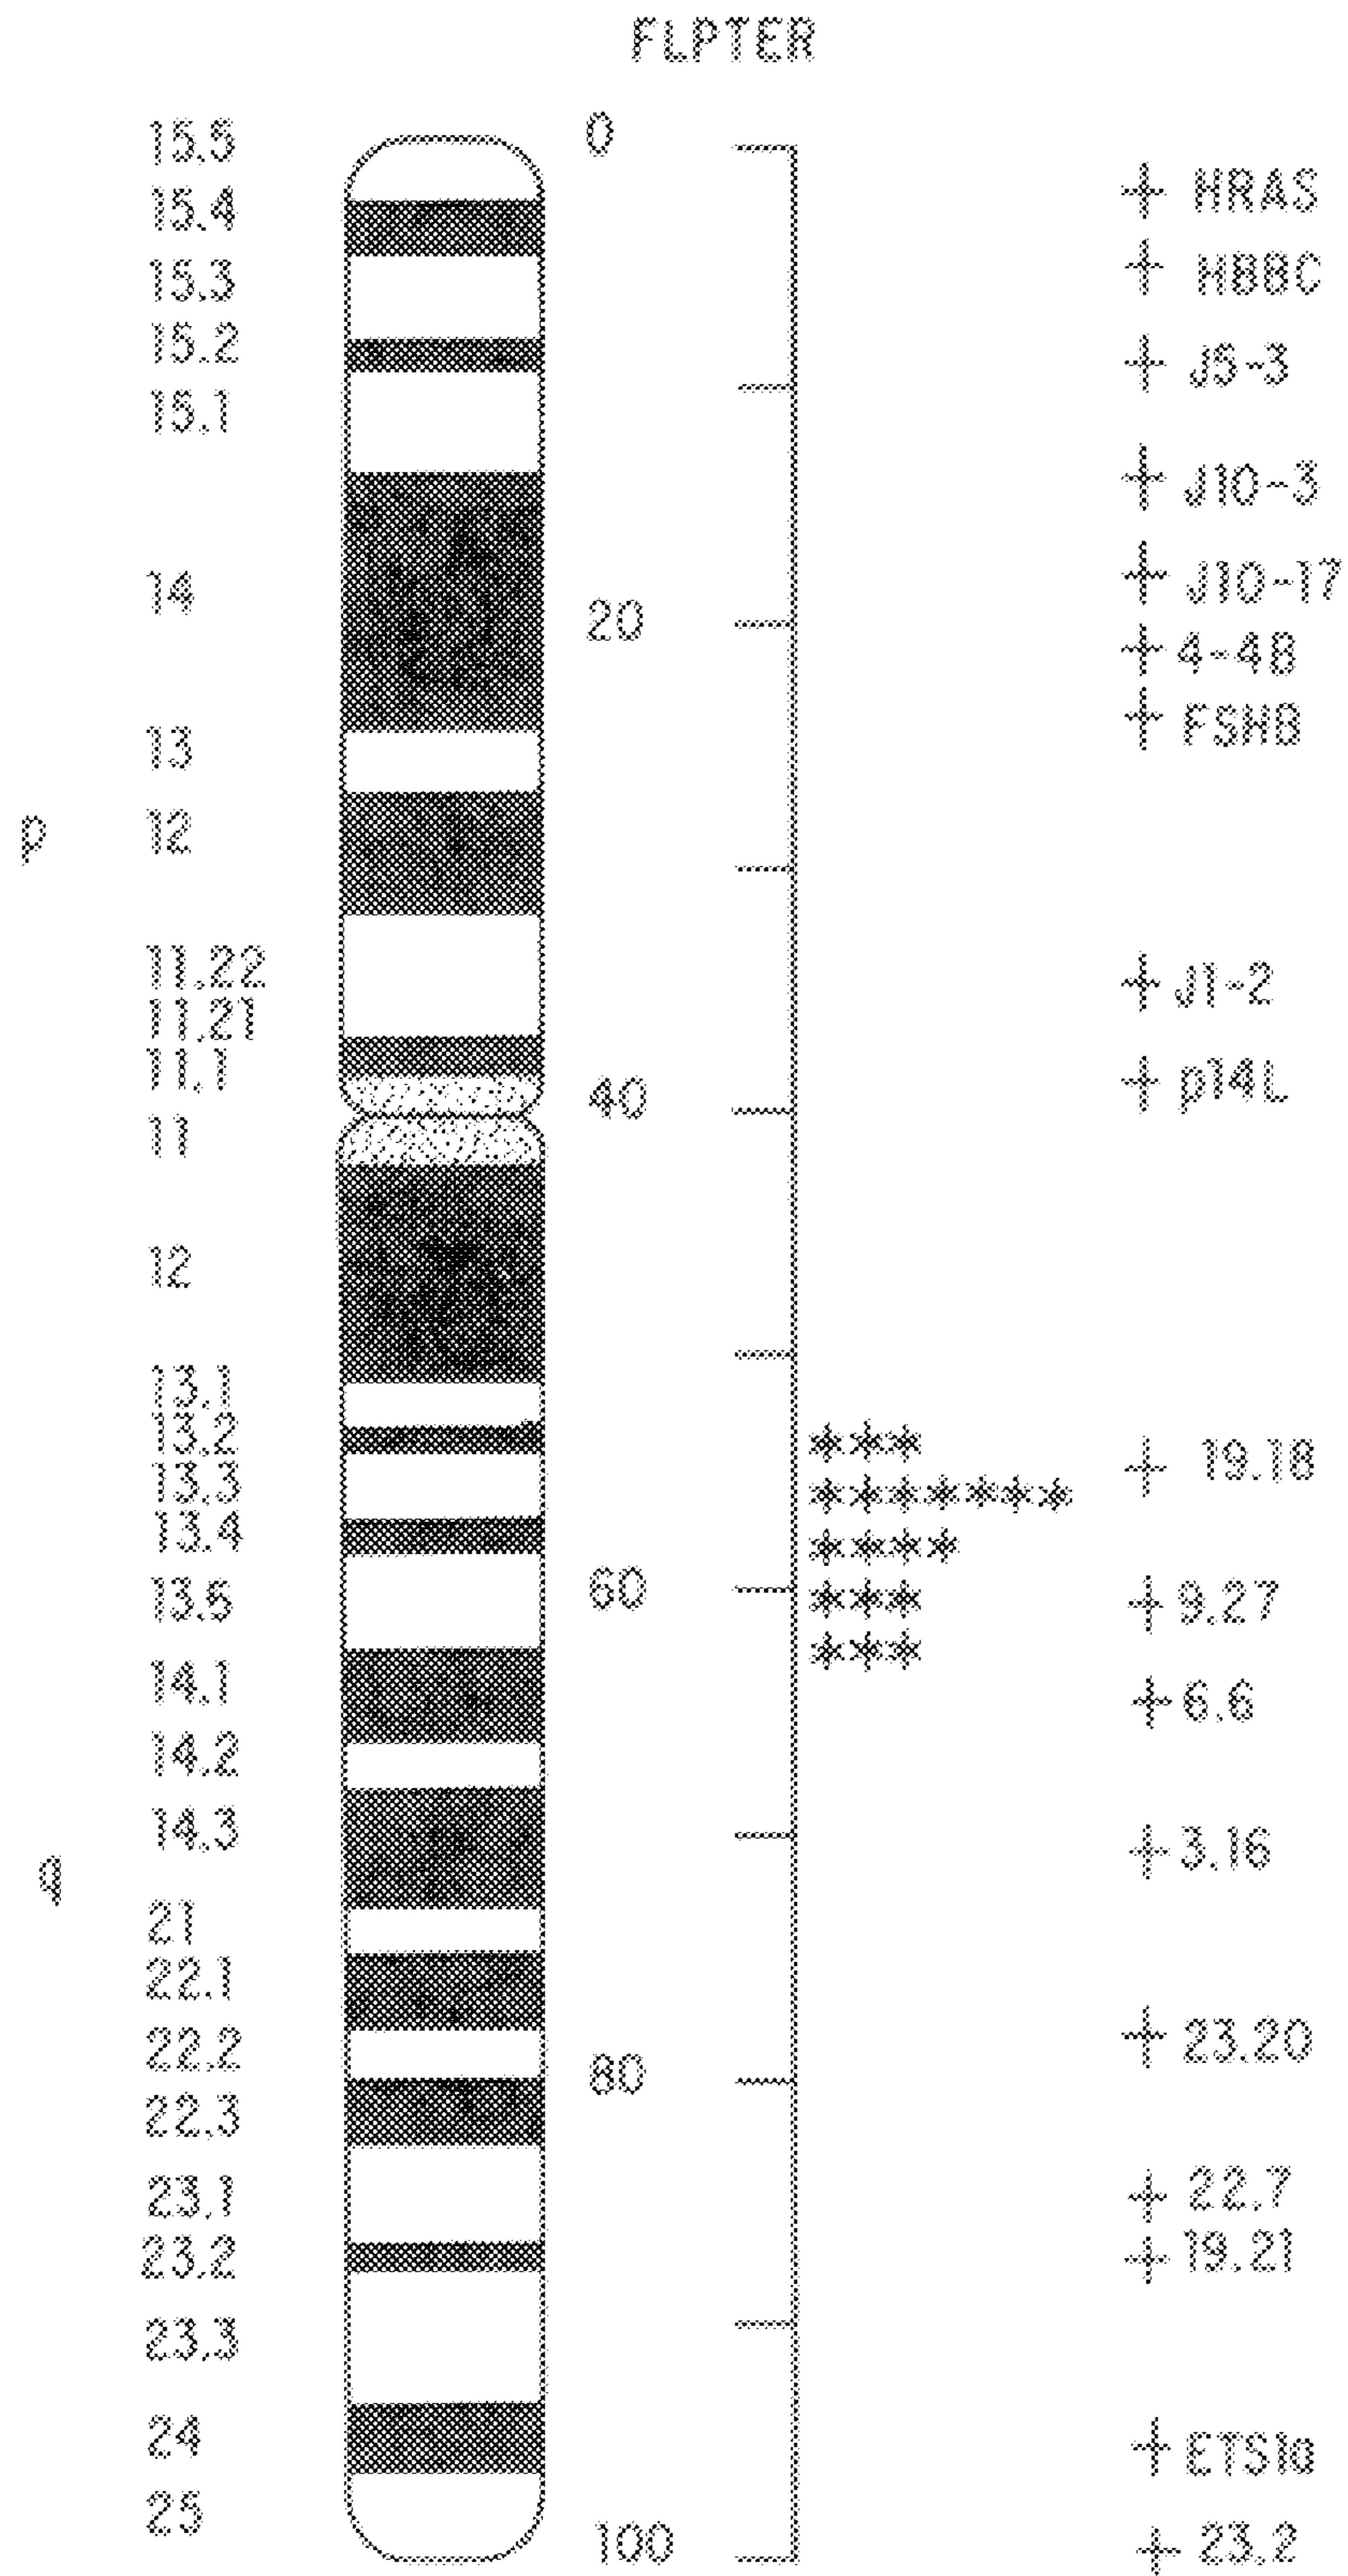 FLPTER
15.5 0
+ HRAS
15.4
+ HBBC
15.3
15.2
+ J5-3
15.1
+ J10-3
+ J10-17
14
20
+ 4-48
+ FSHB
13
p 12
11.22
+ J1-2
11.21
11.1
+ p14L
40
11
12
13.1
13.2 ***
+ 19.18
13.3 *******
13.4 ****
60
13.5 *** + 9.27
***
14.1
+ 6.6
14.2
14.3
+ 3.16
q
21
22.1
+ 23.20
22.2
80
22.3
23.1 + 22.7
23.2 + 19.21
23.3
24
+ ETS1a
25
100 + 23.2